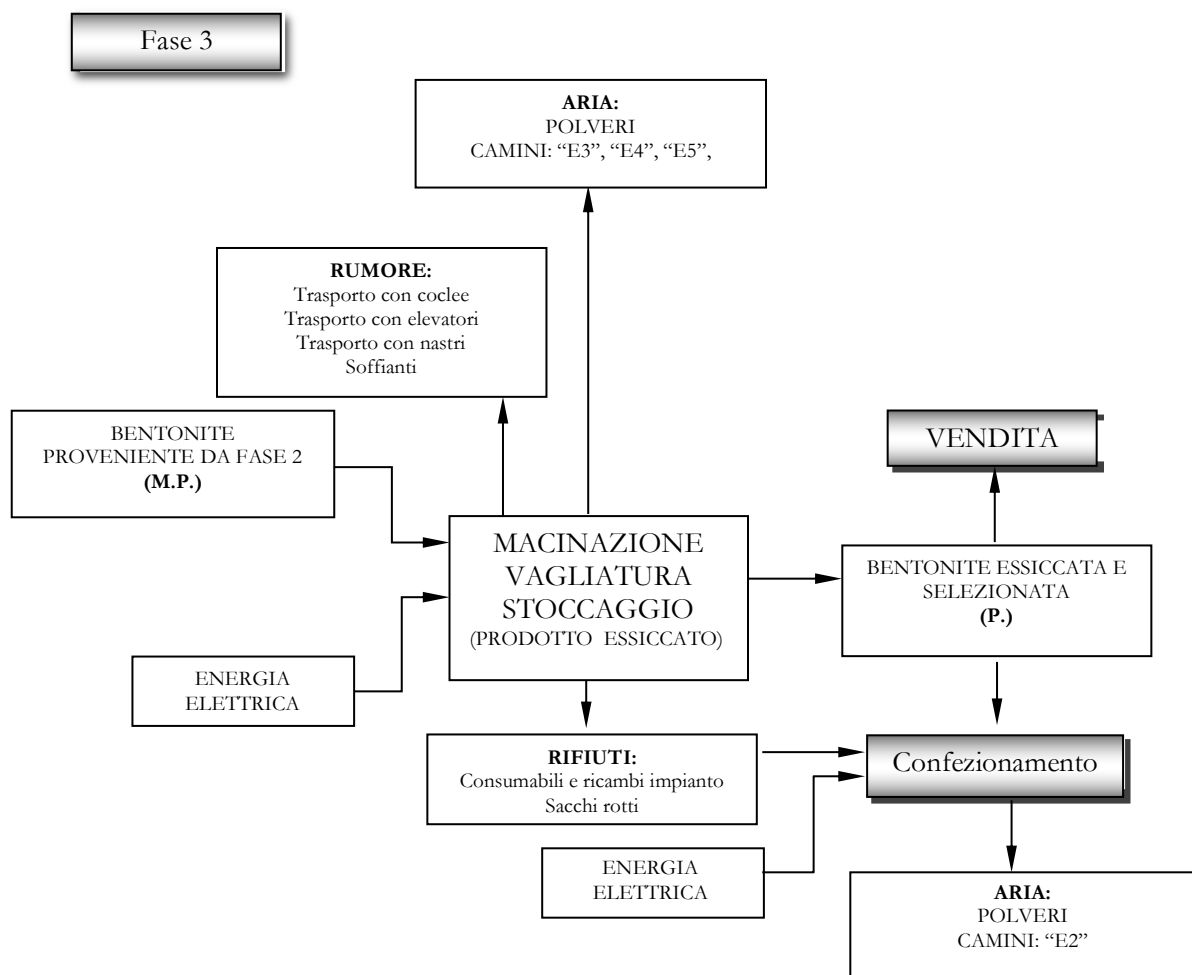 Fase 3
ARIA:
POLVERI
CAMINI: “E3”, “E4”, “E5”,
RUMORE:
Trasporto con coclee
Trasporto con elevatori
Trasporto con nastri
Soffianti
BENTONITE
PROVENIENTE DA FASE 2
(M.P.)
VENDITA
MACINAZIONE
VAGLIATURA
STOCCAGGIO
(PRODOTTO ESSICCATO)
BENTONITE ESSICCATA E
SELEZIONATA
(P.)
ENERGIA
ELETTRICA
RIFIUTI:
Consumabili e ricambi impianto
Sacchi rotti
Confezionamento
ENERGIA
ELETTRICA
ARIA:
POLVERI
CAMINI: “E2”